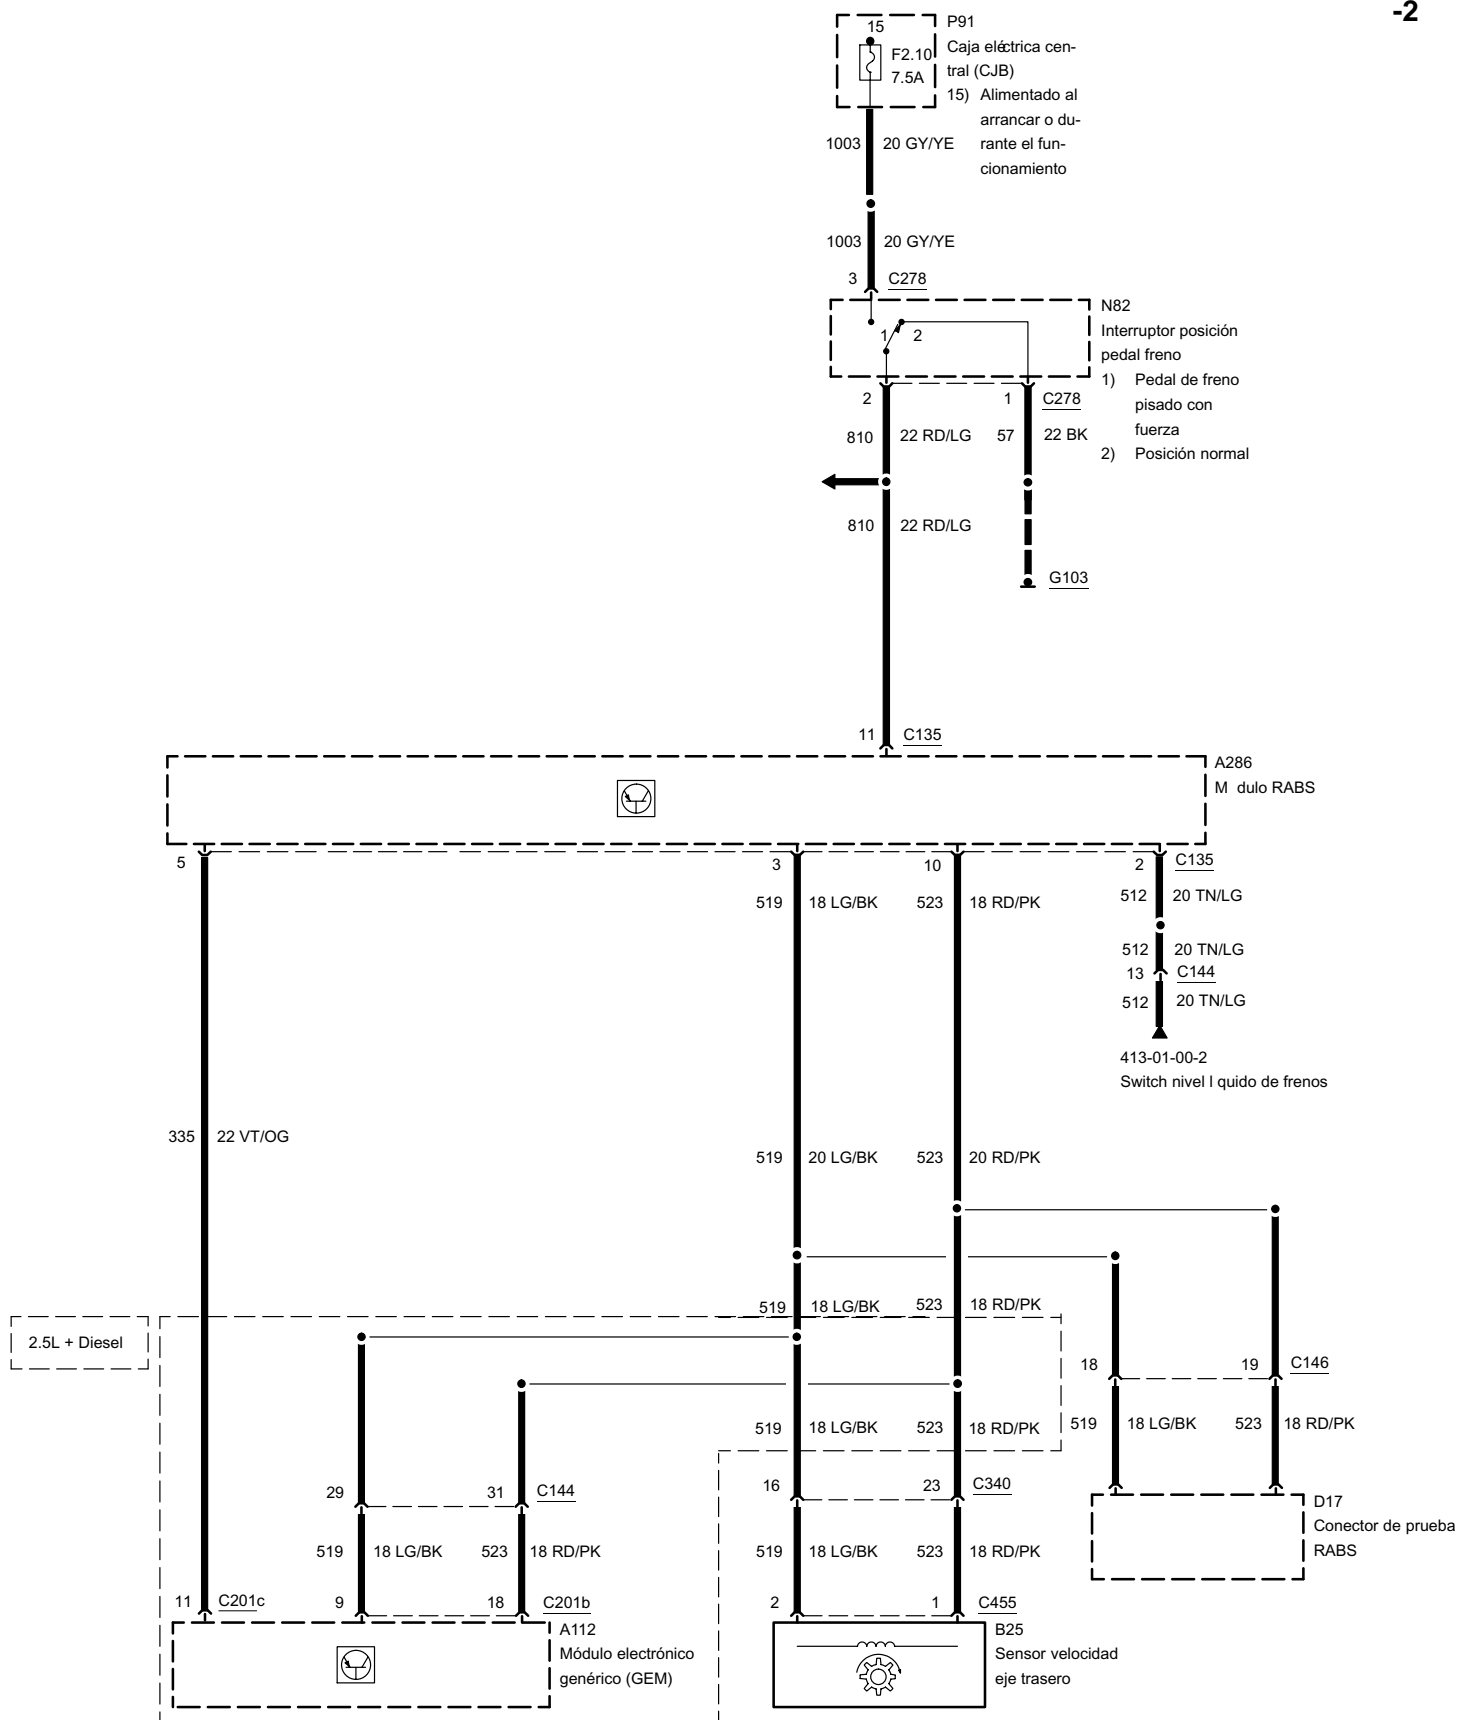 -2
15
P91
F2.10
7.5A
Caja eléctrica cen-
tral (CJB)
15) Alimentado al
arrancar o du-
rante el fun-
cionamiento
1003 20 GY/YE
1003 20 GY/YE
3 C278
N82
Interruptor posición
pedal freno
1) Pedal de freno
pisado con
fuerza
2) Posición normal
1 2
2 1 C278
810 22 RD/LG 57 22 BK
810 22 RD/LG
G103
11 C135
A286
M dulo RABS
5 3 10 2 C135
519 18 LG/BK 523 18 RD/PK 512 20 TN/LG
512 20 TN/LG
13 C144
512 20 TN/LG
413-01-00-2
Switch nivel l quido de frenos
335 22 VT/OG 519 20 LG/BK 523 20 RD/PK
519 18 LG/BK 523 18 RD/PK
2.5L + Diesel
18 19 C146
519 18 LG/BK 523 18 RD/PK 519 18 LG/BK 523 18 RD/PK
29 31 C144 16 23 C340
D17
Conector de prueba
RABS
519 18 LG/BK 523 18 RD/PK 519 18 LG/BK 523 18 RD/PK
11 C201c 9 18 C201b 2 1 C455
A112
Módulo electrónico
genérico (GEM)
B25
Sensor velocidad
eje trasero